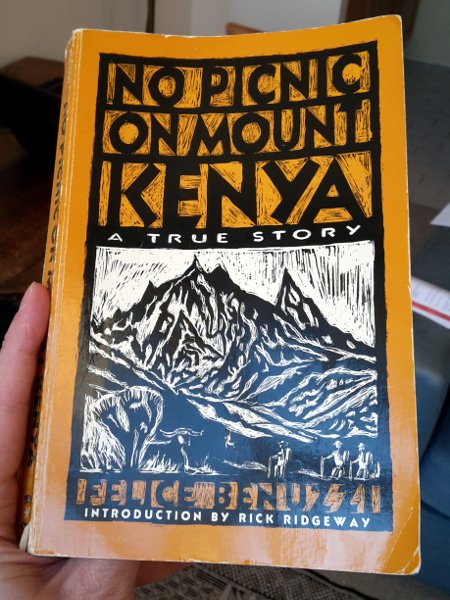 NO PICNIC
ON MOUNT
KENYA
A TRUE STORY
FELICE BENUZZI
INTRODUCTION BY RICK RIDGEWAY